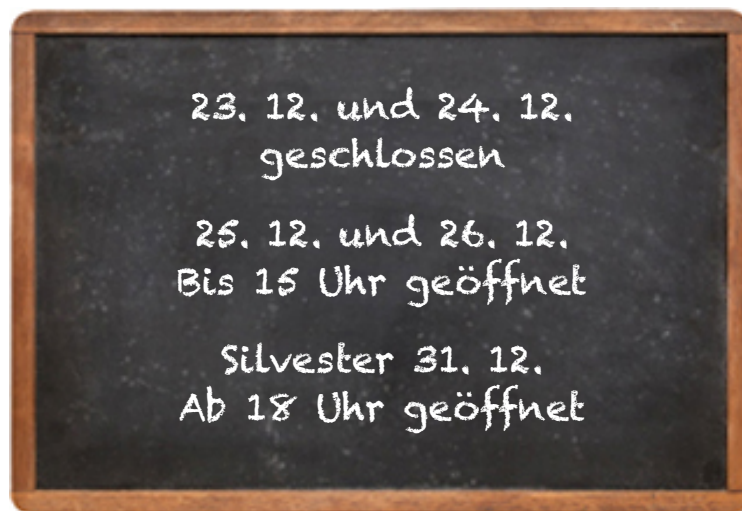 23. 12. und 24. 12.
geschlossen
25. 12. und 26. 12.
Bis 15 Uhr geöffnet
Silvester 31. 12.
Ab 18 Uhr geöffnet